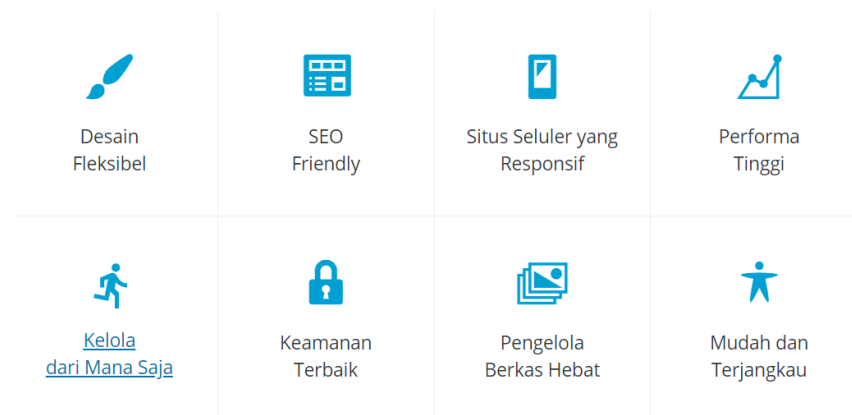 Desain
Fleksibel
SEO
Friendly
Situs Seluler yang
Responsif
Performa
Tinggi
Kelola
dari Mana Saja
Keamanan
Terbaik
Pengelola
Berkas Hebat
Mudah dan
Terjangkau